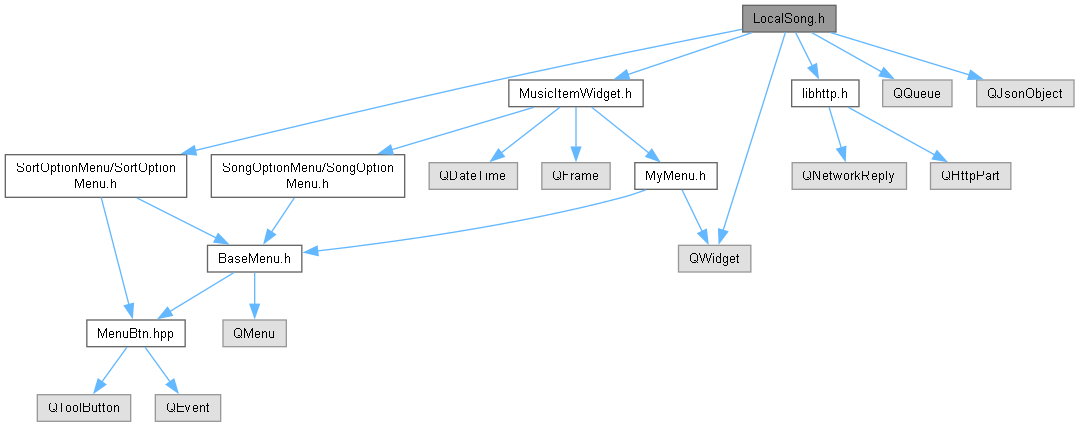 LocalSong.h
MusicItemWidget.h
libhttp.h
QQueue
QJsonObject
SortOptionMenu/SortOption
Menu.h
SongOptionMenu/SongOption
Menu.h
QDateTime
QFrame
MyMenu.h
QNetworkReply
QHttpPart
BaseMenu.h
QWidget
MenuBtn.hpp
QMenu
QToolButton
QEvent